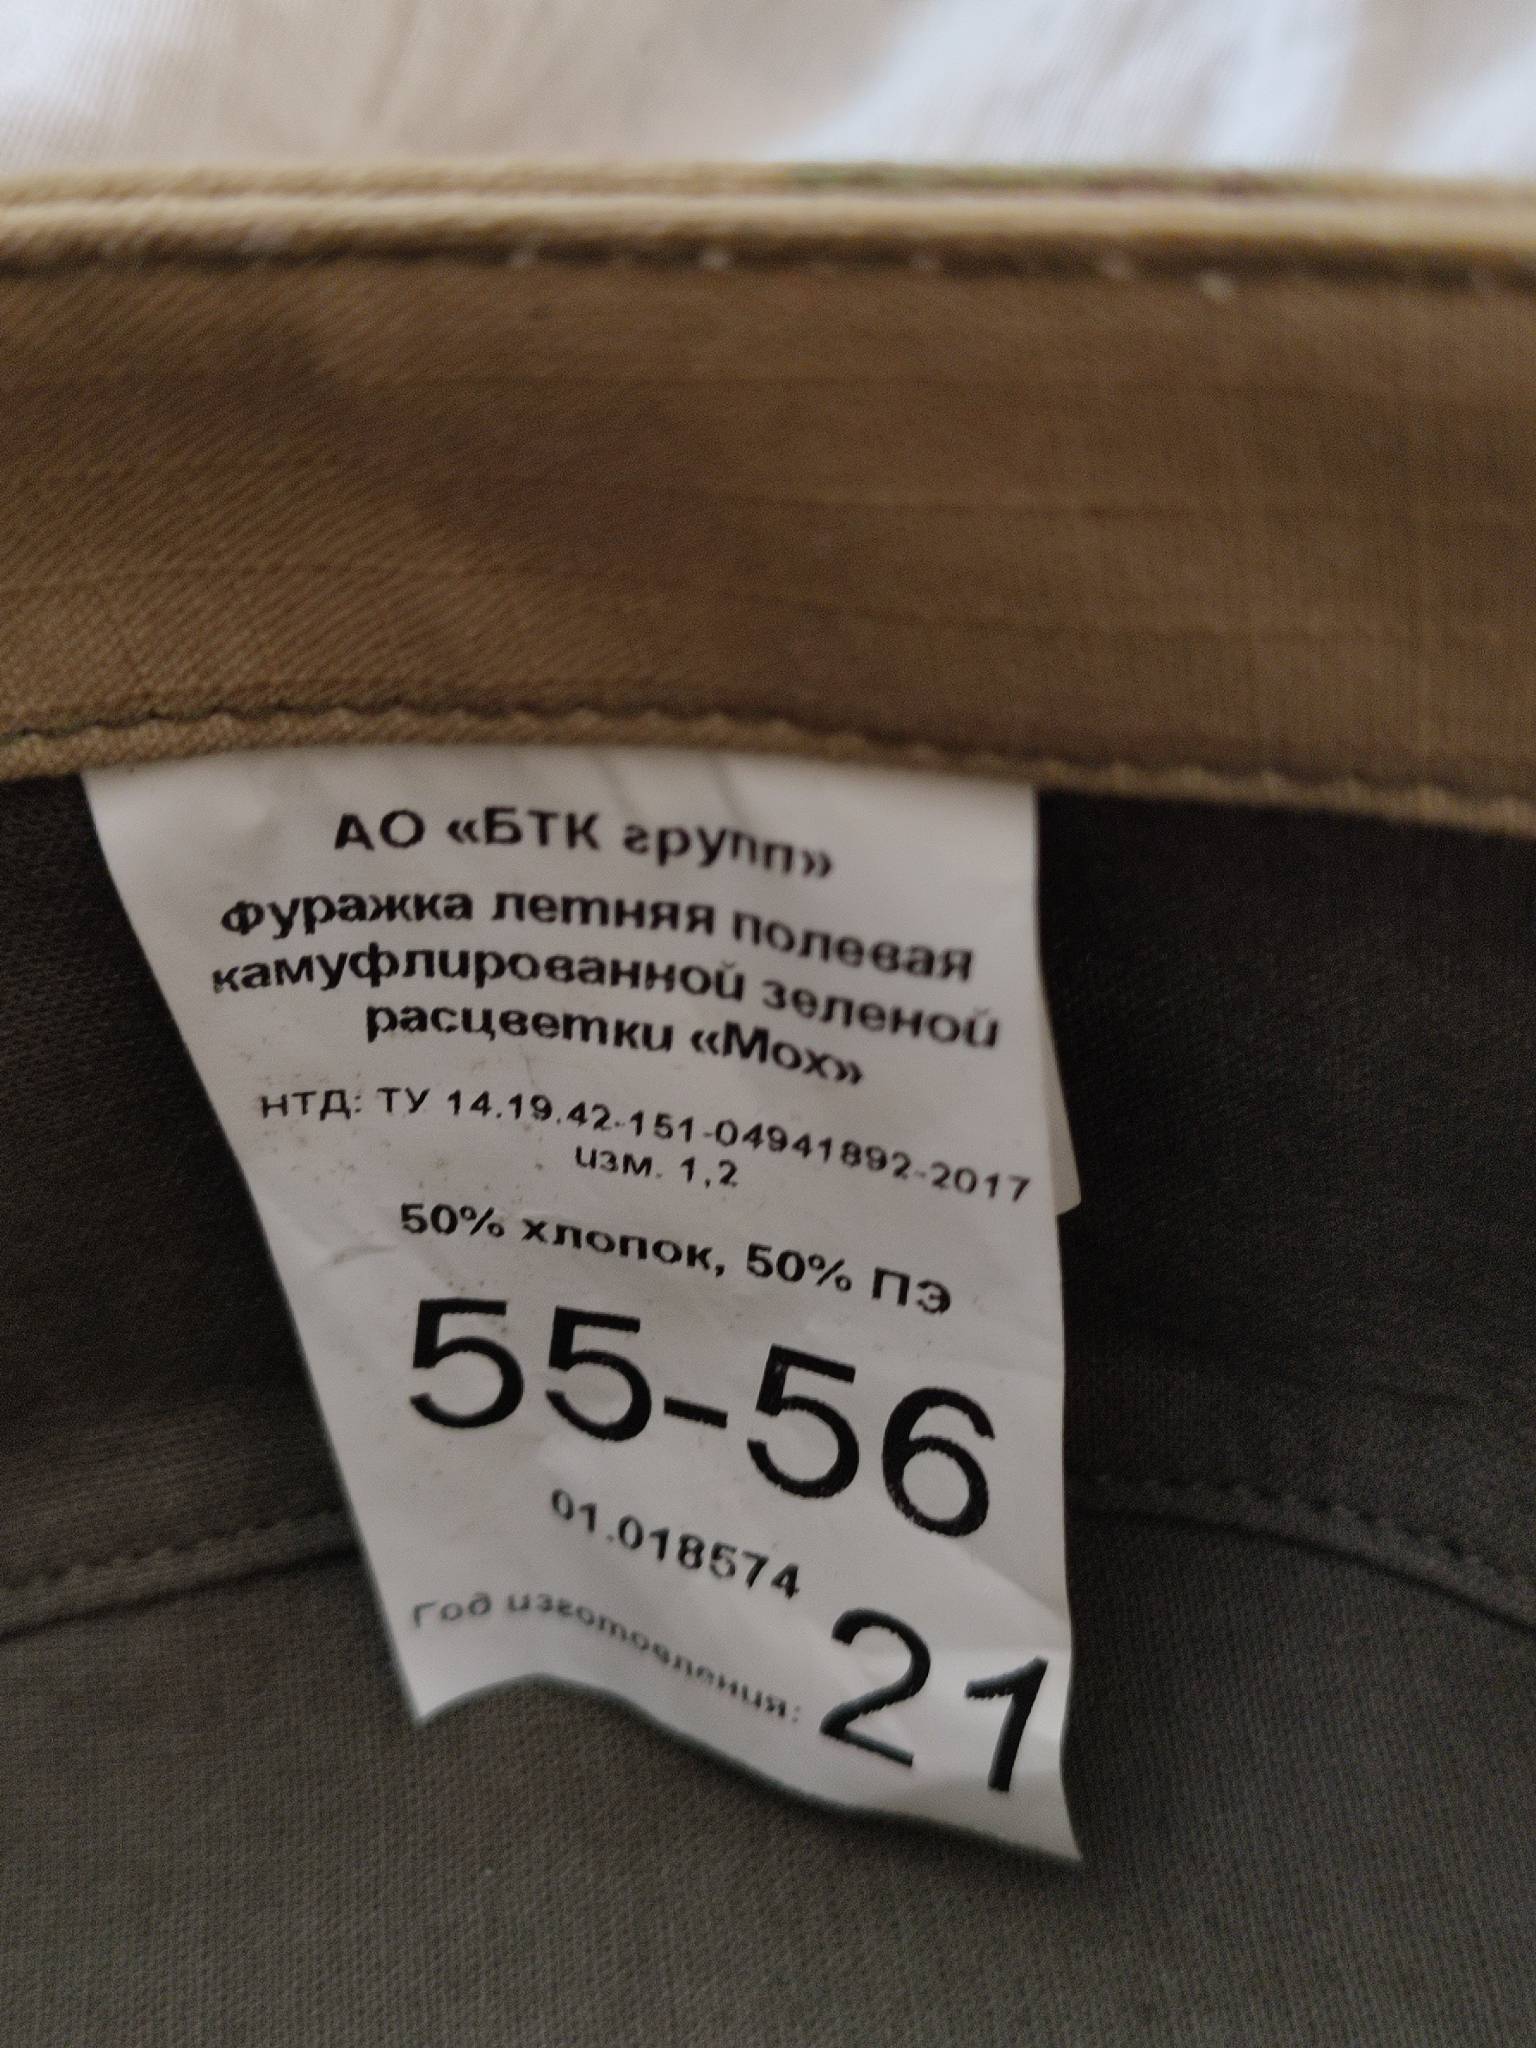 АО «БТК групп»
Фуражка летняя полевая
камуфлированной зеленой
расцветки «Мох»
НТД: ТУ 14.19.42-151-04941892-2017
изм. 1,2
50% хлопок, 50% ПЭ
55-56
01.018574
Год изготовления: 21